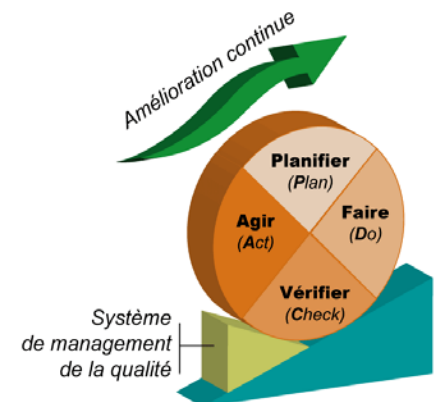 Amélioration continue
Planifier
(Plan)
Faire
(Do)
Agir
(Act)
Vérifier
(Check)
Système
de management
de la qualité